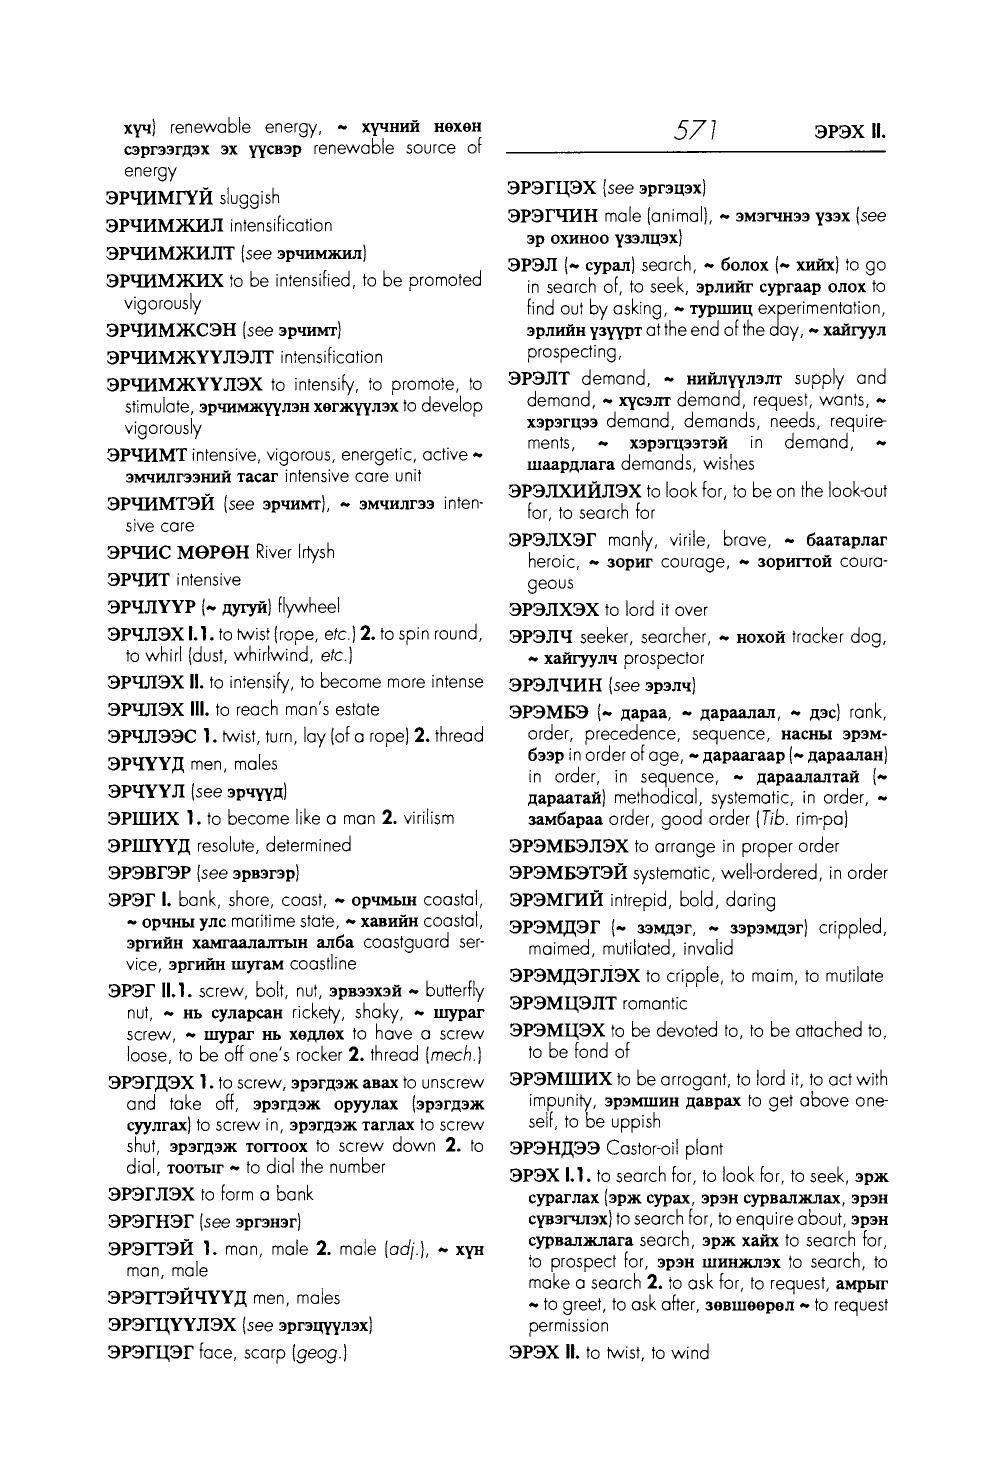 хүч) renewable energy, ~ хүчний нөхөн
сэргээгдэх эх үүсвэр renewable source of
energy
ЭРЧИМГҮЙ sluggish
ЭРЧИМЖИЛ intensification
ЭРЧИМЖИЛТ (see эрчимжил)
ЭРЧИМЖИХ to be intensified, to be promoted
vigorously
ЭРЧИМЖСЭН (see эрчимт)
ЭРЧИМЖҮҮЛЭЛТ intensification
ЭРЧИМЖҮҮЛЭХ to intensify, to promote, to
stimulate, эрчимжүүлэн хөгжүүлэх to develop
vigorously
ЭРЧИМТ intensive, vigorous, energetic, active ~
эмчилгээний тасаг intensive care unit
ЭРЧИМТЭЙ (see эрчимт), ~ эмчилгээ inten-
sive care
ЭРЧИС МӨРӨН River Irtysh
ЭРЧИТ intensive
ЭРЧЛҮҮР (~ дугуй) flywheel
ЭРЧЛЭХ I.1. to twist (rope, etc.) 2. to spin round,
to whirl (dust, whirlwind, etc.)
ЭРЧЛЭХ II. to intensify, to become more intense
ЭРЧЛЭХ III. to reach man's estate
ЭРЧЛЭЭС 1. twist, turn, lay (of a rope) 2. thread
ЭРЧҮҮД men, males
ЭРЧҮҮЛ (see эрчүүд)
ЭРШИХ 1. to become like a man 2. virilism
ЭРШҮҮД resolute, determined
ЭРЭВГЭР (see эрвэгэр)
ЭРЭГ I. bank, shore, coast, ~ орчмын coastal,
~ орчны улс maritime state, ~ хавийн coastal,
эргийн хамгаалалтын алба coastguard ser-
vice, эргийн шугам coastline
ЭРЭГ II.1. screw, bolt, nut, эрвээхэй ~ butterfly
nut, ~ нь суларсан rickety, shaky, ~ шураг
screw, ~ шураг нь хөдлөх to have a screw
loose, to be off one's rocker 2. thread (mech.)
ЭРЭГДЭХ 1. to screw, эрэгдэж авах to unscrew
and take off, эрэгдэж оруулах (эрэгдэж
суулгах) to screw in, эрэгдэж таглах to screw
shut, эрэгдэж тогтоох to screw down 2. to
dial, тоотыг ~ to dial the number
ЭРЭГЛЭХ to form a bank
ЭРЭГНЭГ (see эргэнэг)
ЭРЭГТЭЙ 1. man, male 2. male (adj.), ~ хүн
man, male
ЭРЭГТЭЙЧҮҮД men, males
ЭРЭГЦҮҮЛЭХ (see эргэцүүлэх)
ЭРЭГЦЭГ face, scarp (geog.)
571 ЭРЭХ II.
ЭРЭГЦЭХ (see эргэцэх)
ЭРЭГЧИН male (animal), ~ эмэгчнээ үзэх (see
эр охиноо үзэлцэх)
ЭРЭЛ (~ сурал) search, ~ болох (~ хийх) to go
in search of, to seek, эрлийг сургаар олох to
find out by asking, ~ туршиц experimentation,
эрлийн үзүүрт at the end of the day, ~ хайгуул
prospecting,
ЭРЭЛТ demand, ~ нийлүүлэлт supply and
demand, ~ хүсэлт demand, request, wants, ~
хэрэгцээ demand, demands, needs, require-
ments, ~ хэрэгцээтэй in demand, ~
шаардлага demands, wishes
ЭРЭЛХИЙЛЭХ to look for, to be on the look-out
for, to search for
ЭРЭЛХЭГ manly, virile, brave, ~ баатарлаг
heroic, ~ зориг courage, ~ зоригтой coura-
geous
ЭРЭЛХЭХ to lord it over
ЭРЭЛЧ seeker, searcher, ~ нохой tracker dog,
~ хайгуулч prospector
ЭРЭЛЧИН (see эрэлч)
ЭРЭМБЭ (~ дараа, ~ дараалал, ~ дэс) rank,
order, precedence, sequence, насны эрэм-
бээр in order of age, ~ дараагаар (~ дараалан)
in order, in sequence, ~ дараалалтай (~
дараатай) methodical, systematic, in order, ~
замбараа order, good order (Tib. rim-pa)
ЭРЭМБЭЛЭХ to arrange in proper order
ЭРЭМБЭТЭЙ systematic, well-ordered, in order
ЭРЭМГИЙ intrepid, bold, daring
ЭРЭМДЭГ (~ зэмдэг, ~ зэрэмдэг) crippled,
maimed, mutilated, invalid
ЭРЭМДЭГЛЭХ to cripple, to maim, to mutilate
ЭРЭМЦЭЛТ romantic
ЭРЭМЦЭХ to be devoted to, to be attached to,
to be fond of
ЭРЭМШИХ to be arrogant, to lord it, to act with
impunity, эрэмшин даврах to get above one-
self, to be uppish
ЭРЭНДЭЭ Castor-oil plant
ЭРЭХ I.1. to search for, to look for, to seek, эрж
сураглах (эрж сурах, эрэн сурвалжлах, эрэн
сүвэгчлэх) to search for, to enquire about, эрэн
сурвалжлага search, эрж хайх to search for,
to prospect for, эрэн шинжлэх to search, to
make a search 2. to ask for, to request, амрыг
~ to greet, to ask after, зөвшөөрөл ~ to request
permission
ЭРЭХ II. to twist, to wind